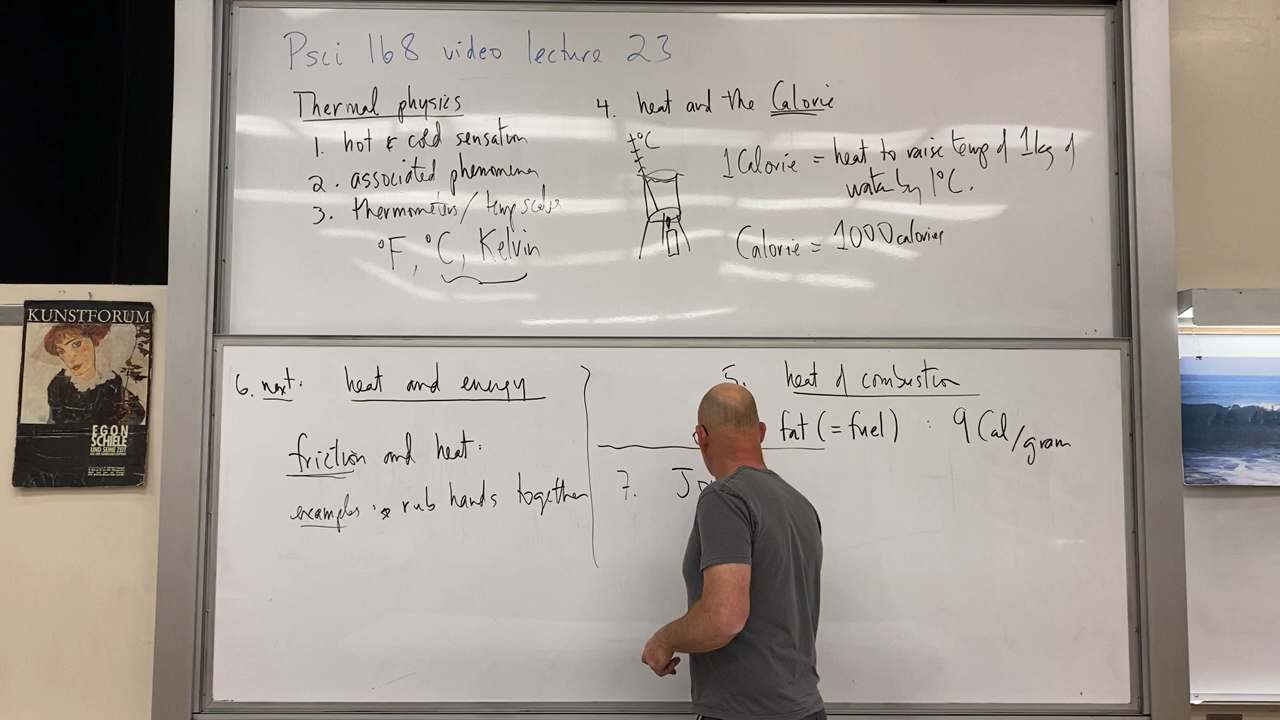 Psci 168 video lecture 23
Thermal physics
1. hot & cold sensation
2. associated phenomena
3. thermometers/temp scales
°F, °C, Kelvin
4. heat and the Calorie
°C
1 Calorie = heat to raise temp of 1kg of
water by 1°C.
Calorie = 1000 calories
6. next: heat and energy
friction and heat:
examples: rub hands together
5. heat of combustion
fat (=fuel) : 9 Cal/gram
7.
KUNSTFORUM
EGON
SCHIELE
UND SEINE ZEIT